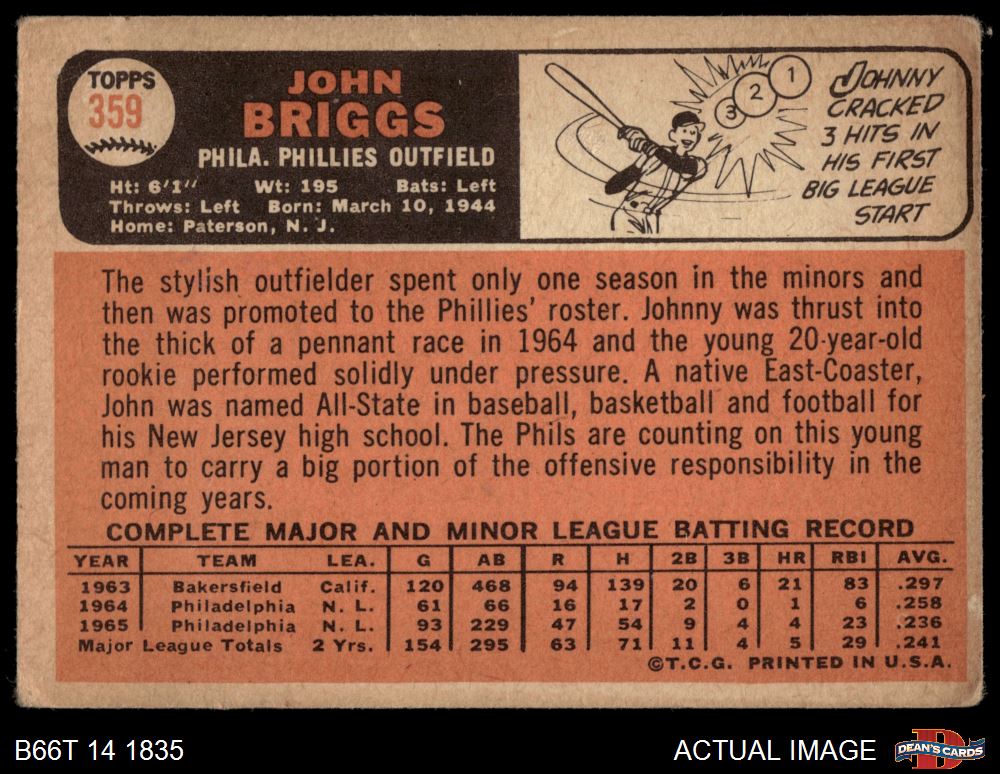 TOPPS
359
JOHN
BRIGGS
PHILA. PHILLIES OUTFIELD
Ht: 6'1" Wt: 195 Bats: Left
Throws: Left Born: March 10, 1944
Home: Paterson, N. J.
1
2
3
JOHNNY
CRACKED
3 HITS IN
HIS FIRST
BIG LEAGUE
START
The stylish outfielder spent only one season in the minors and
then was promoted to the Phillies' roster. Johnny was thrust into
the thick of a pennant race in 1964 and the young 20-year-old
rookie performed solidly under pressure. A native East-Coaster,
John was named All-State in baseball, basketball and football for
his New Jersey high school. The Phils are counting on this young
man to carry a big portion of the offensive responsibility in the
coming years.
COMPLETE MAJOR AND MINOR LEAGUE BATTING RECORD
YEAR TEAM LEA. G AB R H 2B 3B HR RBI AVG.
1963 Bakersfield Calif. 120 468 94 139 20 6 21 83 .297
1964 Philadelphia N. L. 61 66 16 17 2 0 1 6 .258
1965 Philadelphia N. L. 93 229 47 54 9 4 4 23 .236
Major League Totals 2 Yrs. 154 295 63 71 11 4 5 29 .241
©T.C.G. PRINTED IN U.S.A.
B66T 14 1835
ACTUAL IMAGE
DEAN'S CARDS